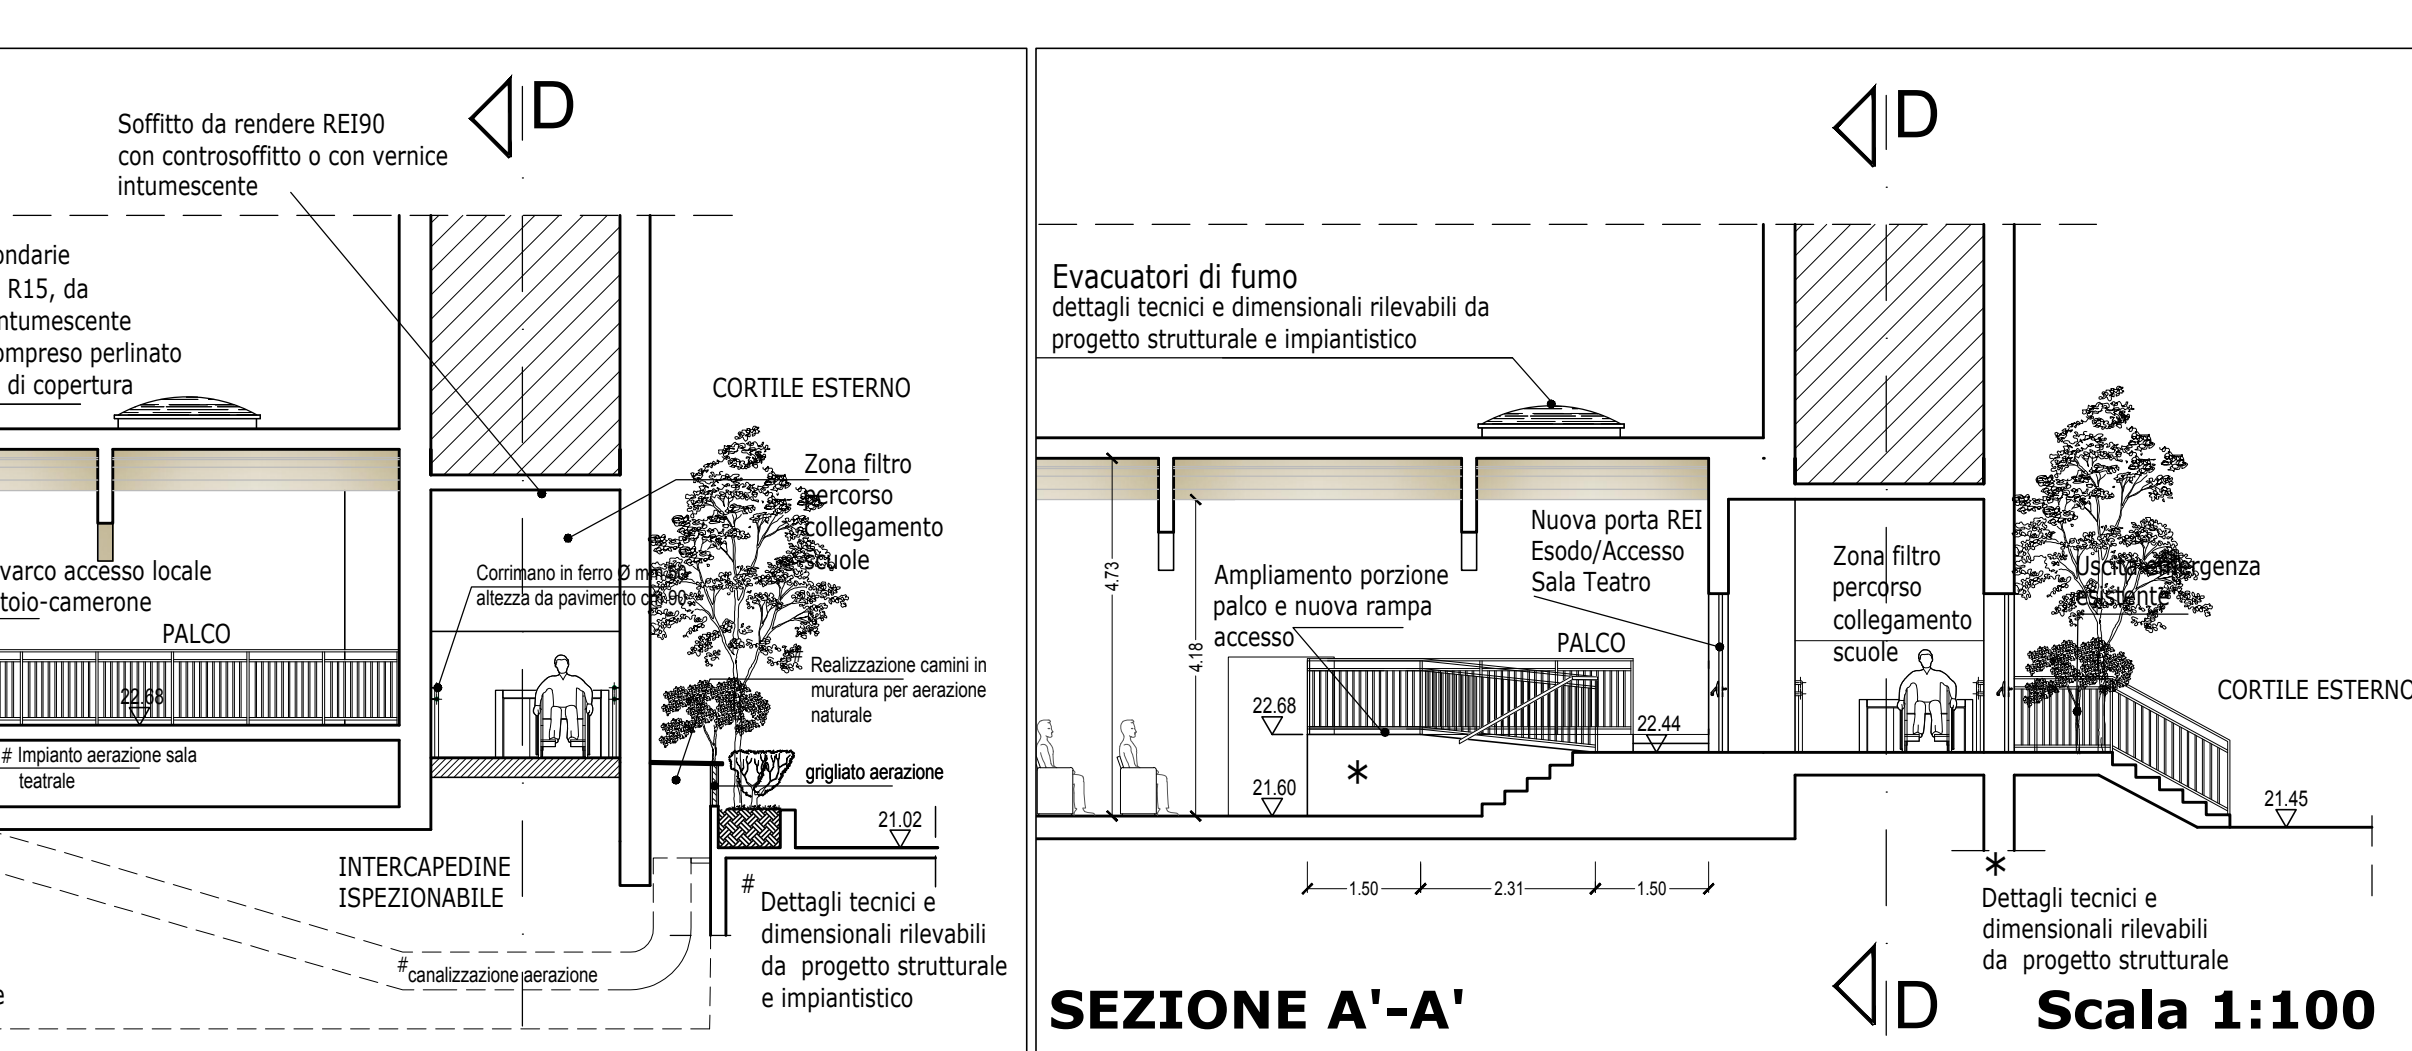 D
Soffitto da rendere REI90
con controsoffitto o con vernice
intumescente
ondarie
R15, da
ntumescente
ompreso perlinato
di copertura
CORTILE ESTERNO
Zona filtro
percorso
collegamento
scuole
varco accesso locale
toio-camerone
Corrimano in ferro Ø mm 50
altezza da pavimento cm 90
PALCO
22.68
#
Realizzazione camini in
muratura per aerazione
naturale
# Impianto aerazione sala
teatrale
grigliato aerazione
21.02
INTERCAPEDINE
ISPEZIONABILE
#
Dettagli tecnici e
dimensionali rilevabili
da progetto strutturale
e impiantistico
#canalizzazione aerazione
e
D
Evacuatori di fumo
dettagli tecnici e dimensionali rilevabili da
progetto strutturale e impiantistico
4.73
4.18
Nuova porta REI
Esodo/Accesso
Sala Teatro
Ampliamento porzione
palco e nuova rampa
accesso
PALCO
Zona filtro
percorso
collegamento
scuole
Uscita emergenza
esistente
CORTILE ESTERNO
22.68
22.44
21.60
*
21.45
1.50
2.31
1.50
*
Dettagli tecnici e
dimensionali rilevabili
da progetto strutturale
D
SEZIONE A'-A'
Scala 1:100